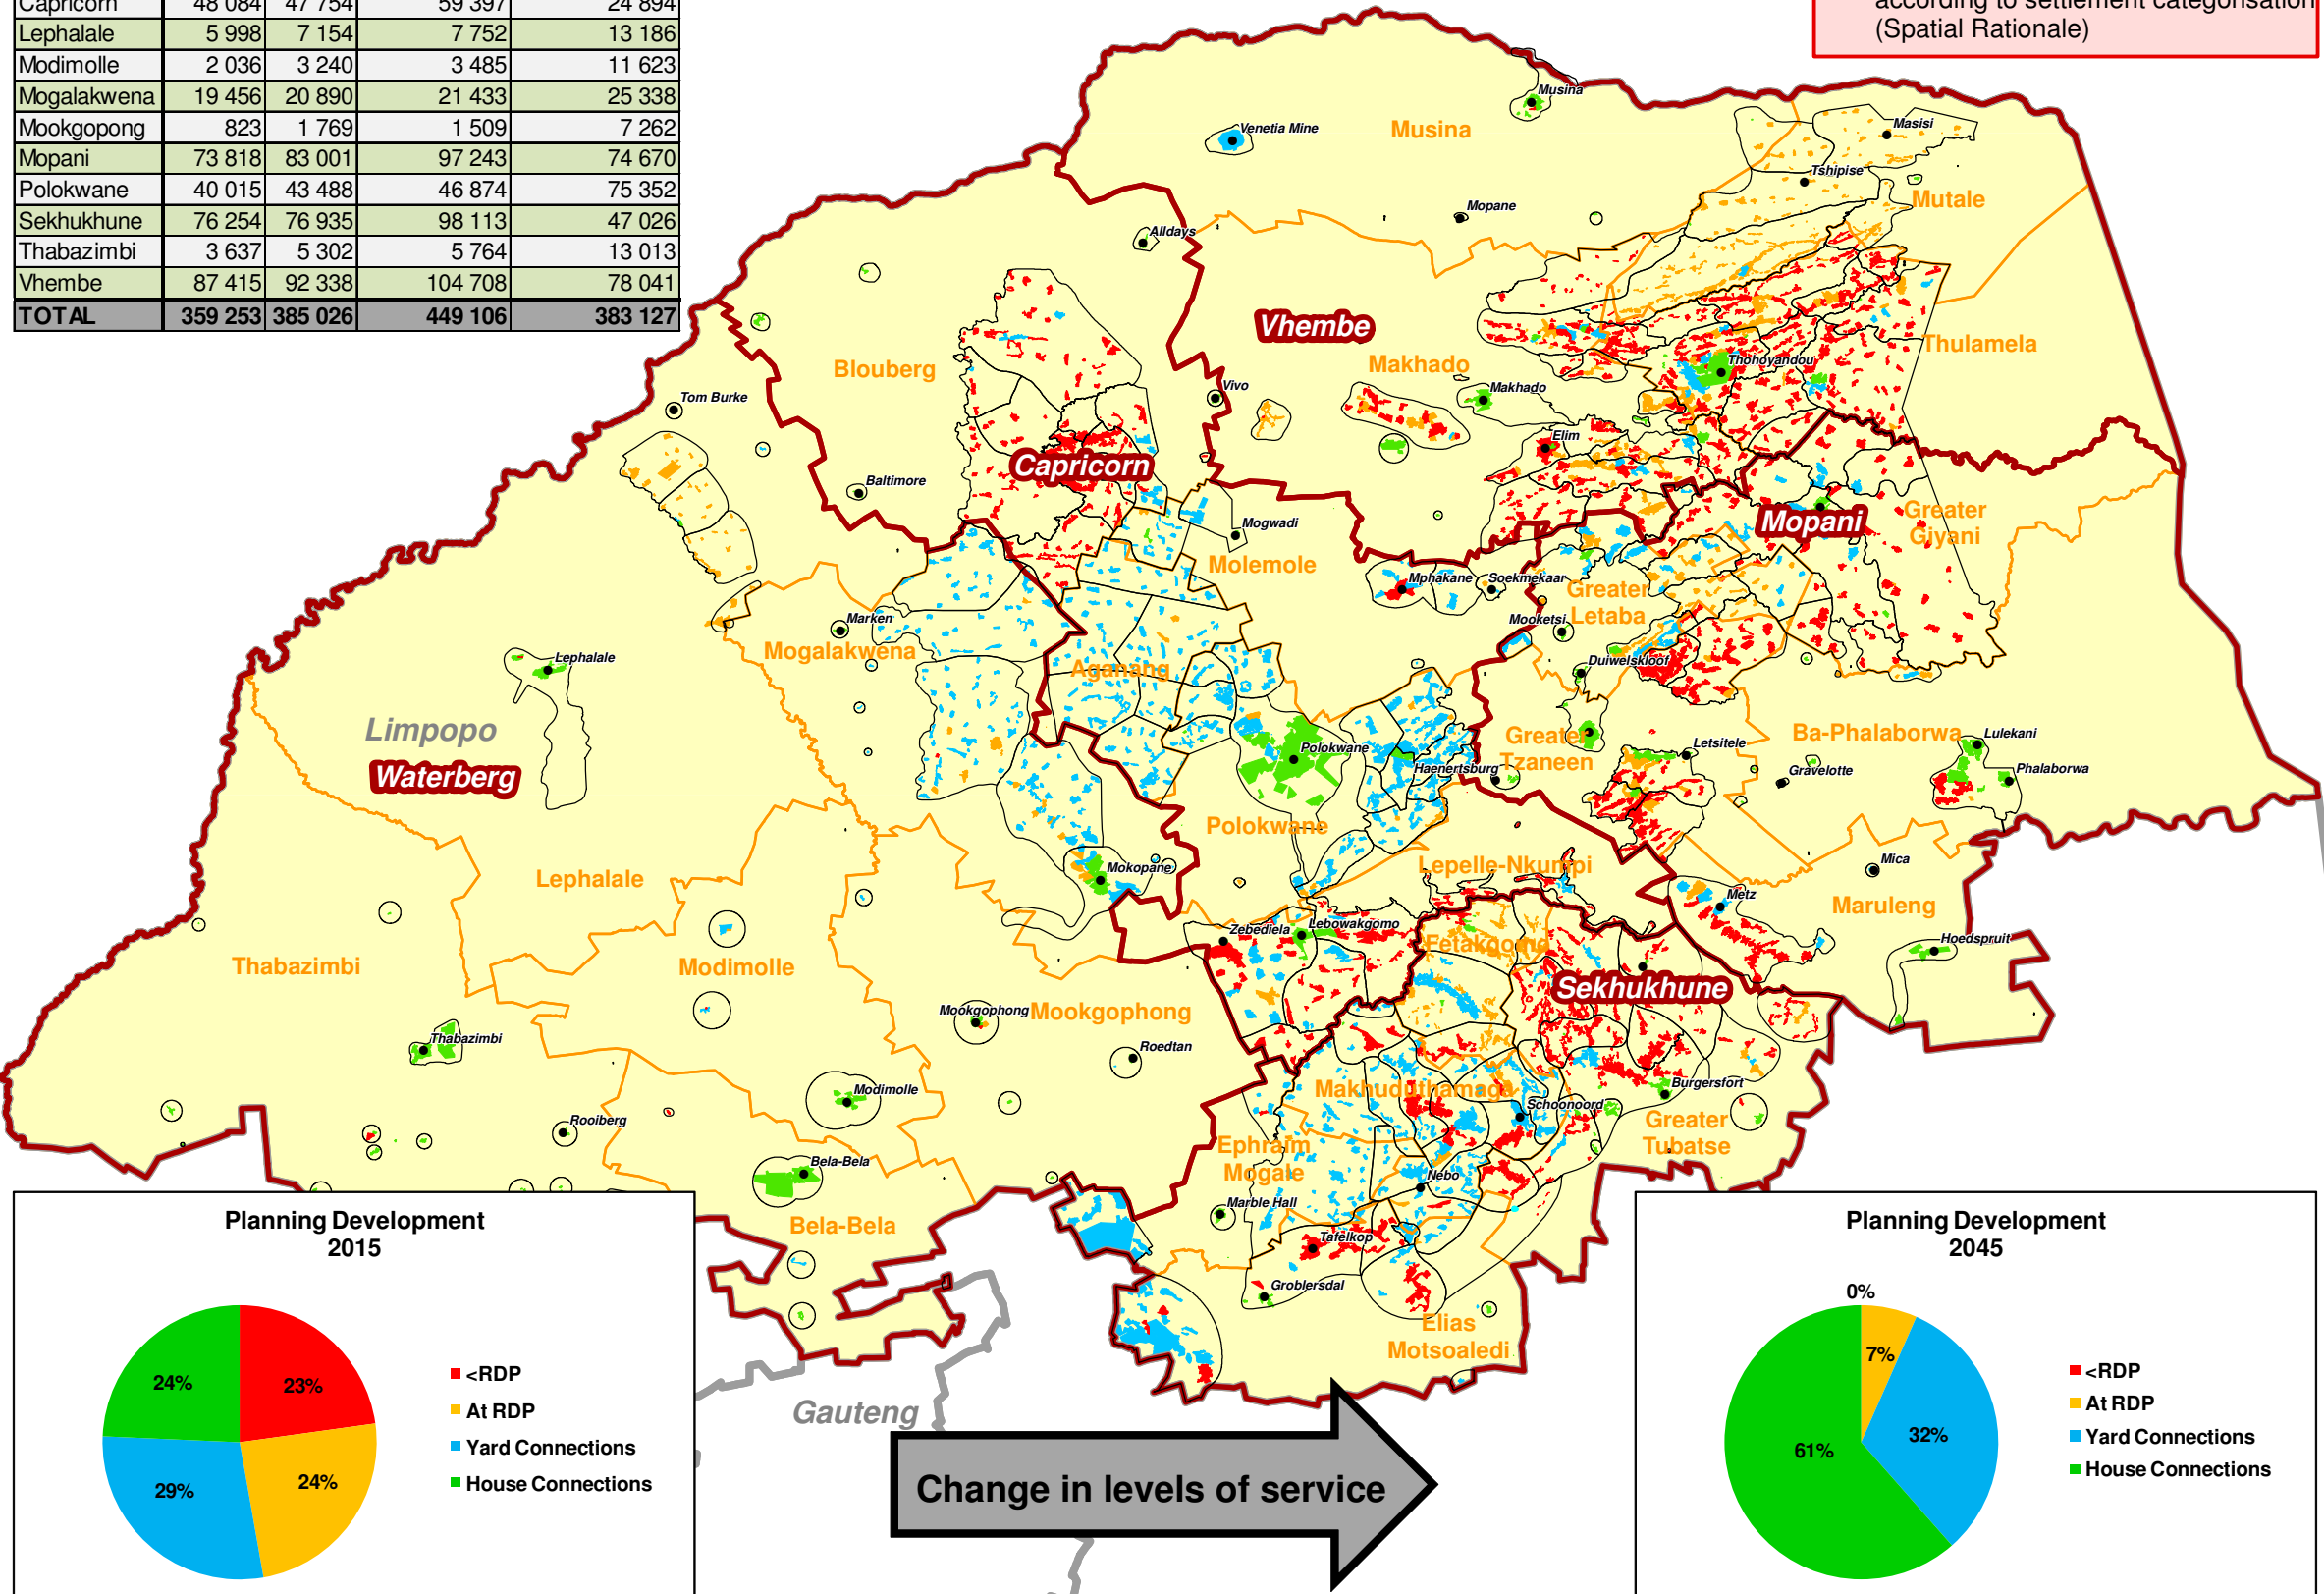 Capricorn 48 084 47 754 59 397 24 894
Lephalale 5 998 7 154 7 752 13 186
Modimolle 2 036 3 240 3 485 11 623
Mogalakwena 19 456 20 890 21 433 25 338
Mookgopong 823 1 769 1 509 7 262
Mopani 73 818 83 001 97 243 74 670
Polokwane 40 015 43 488 46 874 75 352
Sekhukhune 76 254 76 935 98 113 47 026
Thabazimbi 3 637 5 302 5 764 13 013
Vhembe 87 415 92 338 104 708 78 041
TOTAL 359 253 385 026 449 106 383 127
according to settlement categorisation
(Spatial Rationale)
Musina
Venetia Mine
Musina
Masisi
Tshipise
Mutale
Mopane
Alldays
Vhembe
Thulamela
Thohoyandou
Blouberg
Makhado
Makhado
Vivo
Tom Burke
Elim
Capricorn
Baltimore
Mogwadi
Mopani
Greater
Giyani
Molemole
Mphakane
Soekmekaar
Greater
Letaba
Mooketsi
Marken
Mogalakwena
Aganang
Lephalale
Duiwelskloof
Limpopo
Waterberg
Polokwane
Haenertsburg
Greater
Tzaneen
Letsitele
Ba-Phalaborwa
Lulekani
Gravelotte
Phalaborwa
Polokwane
Lepelle-Nkumpi
Mokopane
Lephalale
Mica
Metz
Maruleng
Zebediela
Lebowakgomo
Fetakgomo
Hoedspruit
Thabazimbi
Modimolle
Sekhukhune
Mookgophong
Mookgophong
Thabazimbi
Roedtan
Modimolle
Makhuduthamaga
Burgersfort
Schoonoord
Greater
Tubatse
Rooiberg
Ephraim
Mogale
Bela-Bela
Nebo
Marble Hall
Bela-Bela
Tafelkop
Groblersdal
Elias
Motsoaledi
Gauteng
Planning Development
2015
24%
23%
29%
24%
<RDP
At RDP
Yard Connections
House Connections
Change in levels of service
Planning Development
2045
0%
7%
32%
61%
<RDP
At RDP
Yard Connections
House Connections